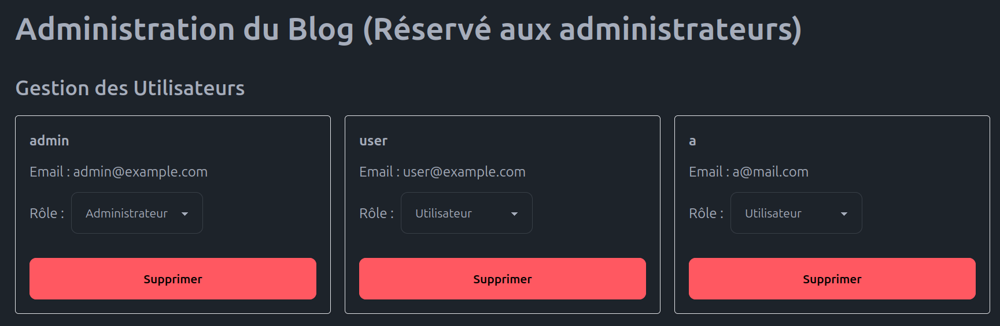 Administration du Blog (Réservé aux administrateurs)
Gestion des Utilisateurs
admin
Email : admin@example.com
Rôle : Administrateur
Supprimer
user
Email : user@example.com
Rôle : Utilisateur
Supprimer
a
Email : a@mail.com
Rôle : Utilisateur
Supprimer